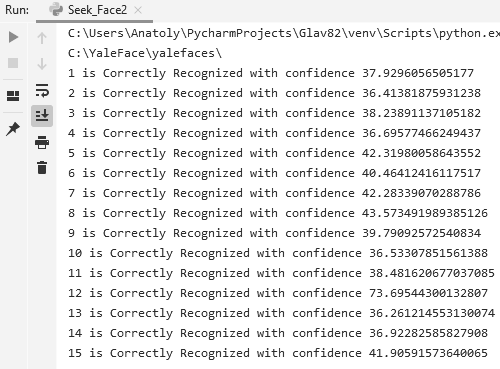 Run: Seek_Face2
C:\Users\Anatoly\PycharmProjects\Glav82\venv\Scripts\python.ex
C:\YaleFace\yalefaces\
1 is Correctly Recognized with confidence 37.9296056505177
2 is Correctly Recognized with confidence 36.41381875931238
3 is Correctly Recognized with confidence 38.23891137105182
4 is Correctly Recognized with confidence 36.69577466249437
5 is Correctly Recognized with confidence 42.31980058643552
6 is Correctly Recognized with confidence 40.46412416117517
7 is Correctly Recognized with confidence 42.28339070288786
8 is Correctly Recognized with confidence 43.573491989385126
9 is Correctly Recognized with confidence 39.79092572540834
10 is Correctly Recognized with confidence 36.53307851561388
11 is Correctly Recognized with confidence 38.481620677037085
12 is Correctly Recognized with confidence 73.69544300132807
13 is Correctly Recognized with confidence 36.261214553130074
14 is Correctly Recognized with confidence 36.92282585827908
15 is Correctly Recognized with confidence 41.90591573640065